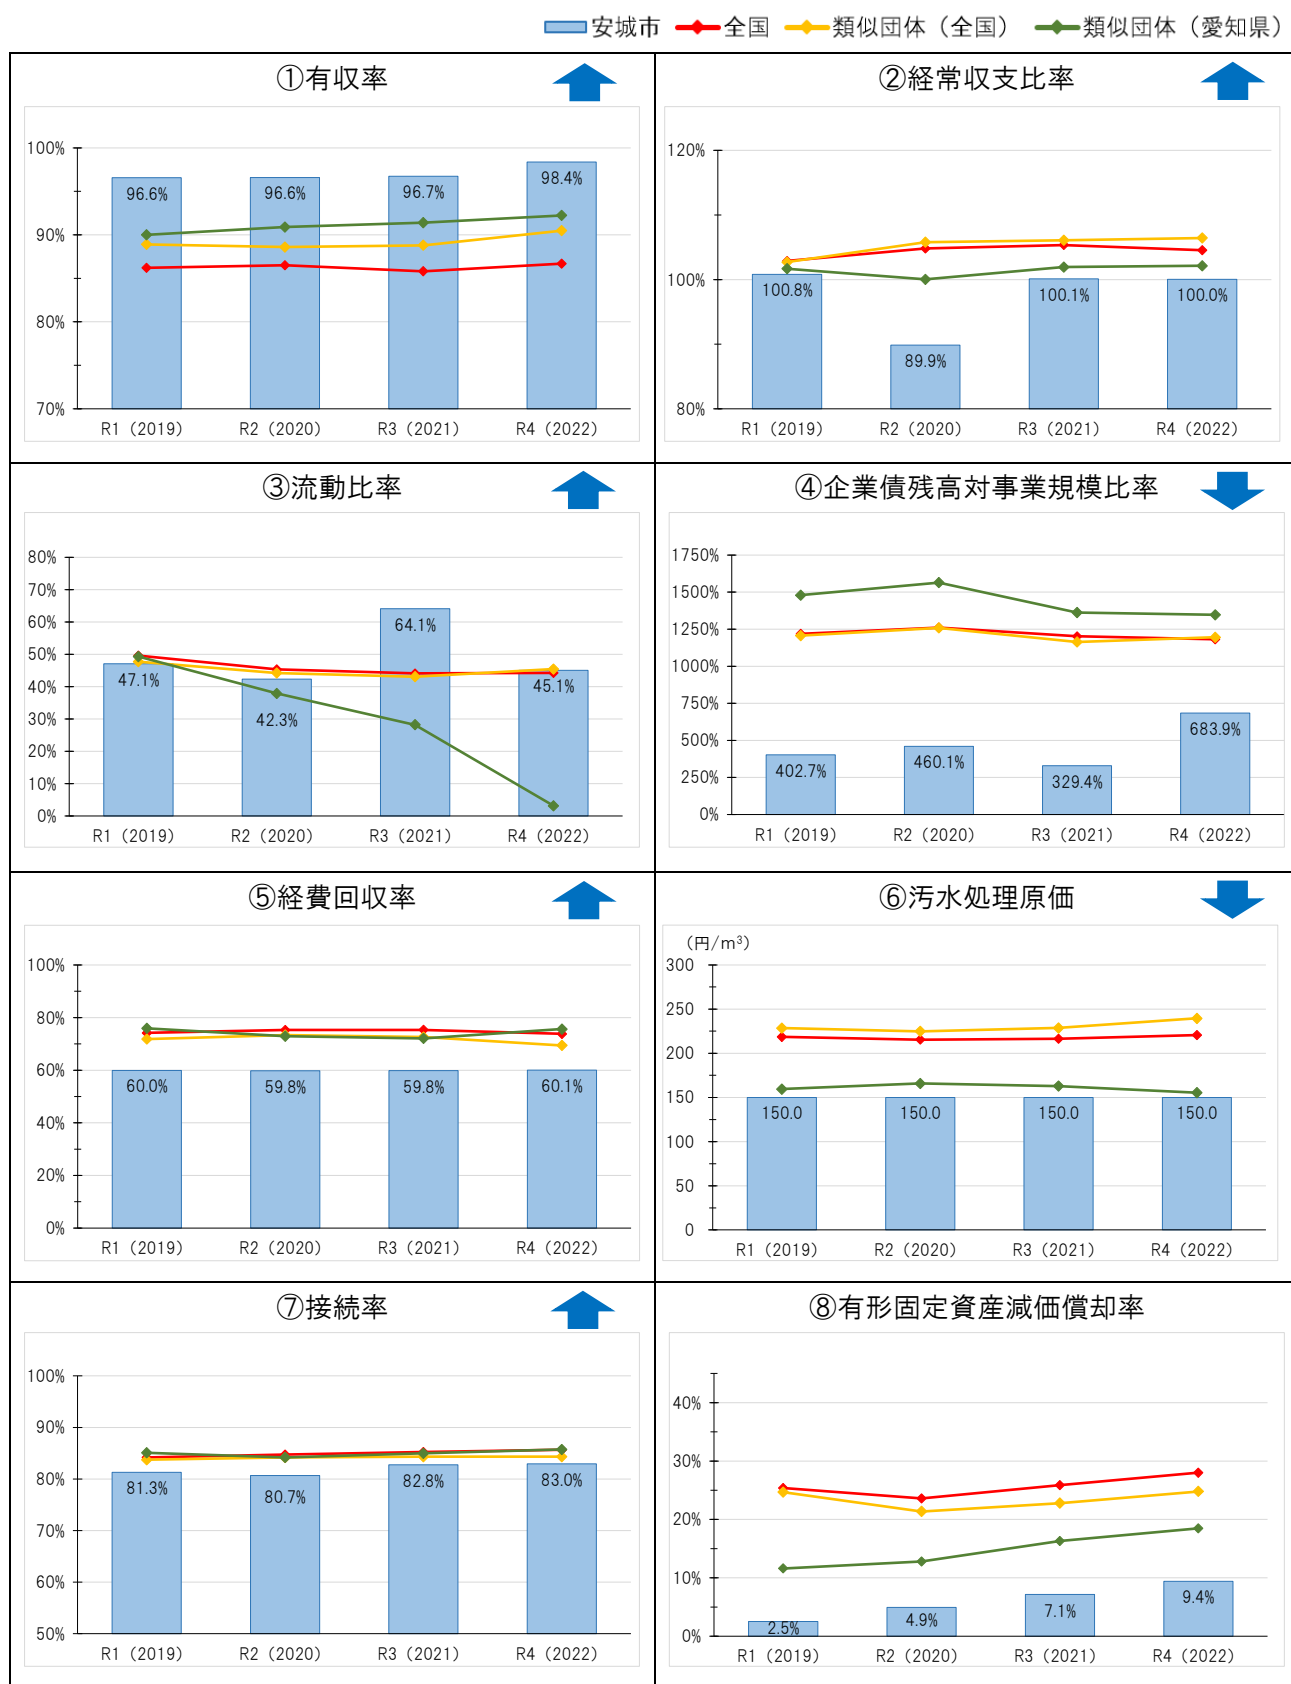 安城市 全国 類似団体（全国） 類似団体（愛知県）
①有収率
100%
90%
80%
70%
96.6% 96.6% 96.7% 98.4%
R1（2019） R2（2020） R3（2021） R4（2022）
②経常収支比率
120%
100%
80%
100.8% 89.9% 100.1% 100.0%
R1（2019） R2（2020） R3（2021） R4（2022）
③流動比率
80%
70%
60%
50%
40%
30%
20%
10%
0%
47.1% 42.3% 64.1% 45.1%
R1（2019） R2（2020） R3（2021） R4（2022）
④企業債残高対事業規模比率
1750%
1500%
1250%
1000%
750%
500%
250%
0%
402.7% 460.1% 329.4% 683.9%
R1（2019） R2（2020） R3（2021） R4（2022）
⑤経費回収率
100%
80%
60%
40%
20%
0%
60.0% 59.8% 59.8% 60.1%
R1（2019） R2（2020） R3（2021） R4（2022）
⑥汚水処理原価
（円/m³）
300
250
200
150
100
50
0
150.0 150.0 150.0 150.0
R1（2019） R2（2020） R3（2021） R4（2022）
⑦接続率
100%
90%
80%
70%
60%
50%
81.3% 80.7% 82.8% 83.0%
R1（2019） R2（2020） R3（2021） R4（2022）
⑧有形固定資産減価償却率
40%
30%
20%
10%
0%
2.5% 4.9% 7.1% 9.4%
R1（2019） R2（2020） R3（2021） R4（2022）